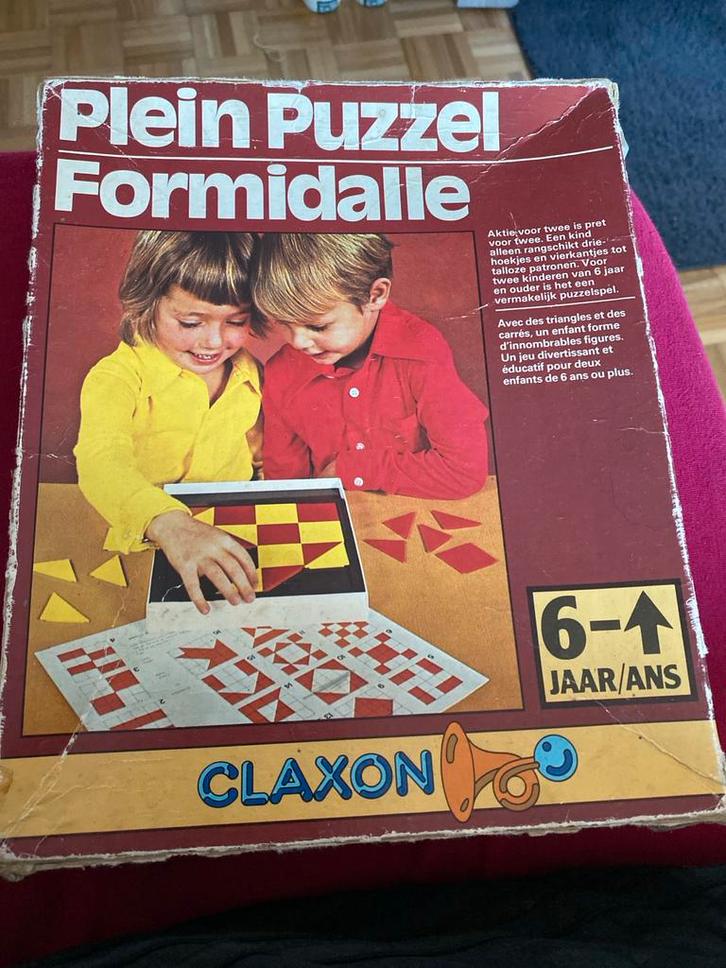 Plein Puzzel
Formidalle
Aktie voor twee is pret
voor twee. Een kind
alleen rangschikt drie-
hoekjes en vierkantjes tot
talloze patronen. Voor
twee kinderen van 6 jaar
en ouder is het een
vermakelijk puzzelspel.
Avec des triangles et des
carrés, un enfant forme
d'innombrables figures.
Un jeu divertissant et
éducatif pour deux
enfants de 6 ans ou plus.
6-
JAAR/ANS
CLAXON